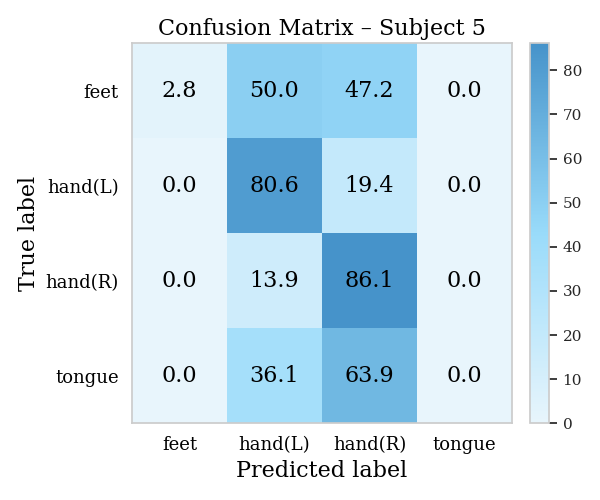 Confusion Matrix – Subject 5
True label
feet 2.8 50.0 47.2 0.0
hand(L) 0.0 80.6 19.4 0.0
hand(R) 0.0 13.9 86.1 0.0
tongue 0.0 36.1 63.9 0.0
feet hand(L) hand(R) tongue
Predicted label
80
70
60
50
40
30
20
10
0